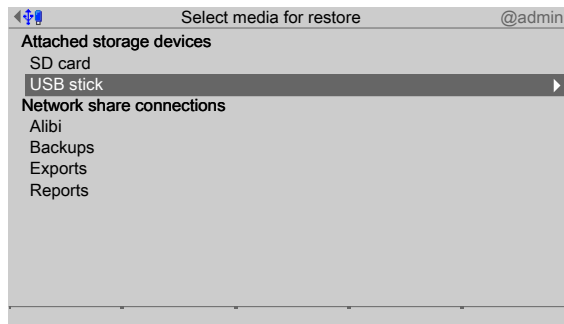 Select media for restore @admin
Attached storage devices
SD card
USB stick
Network share connections
Alibi
Backups
Exports
Reports